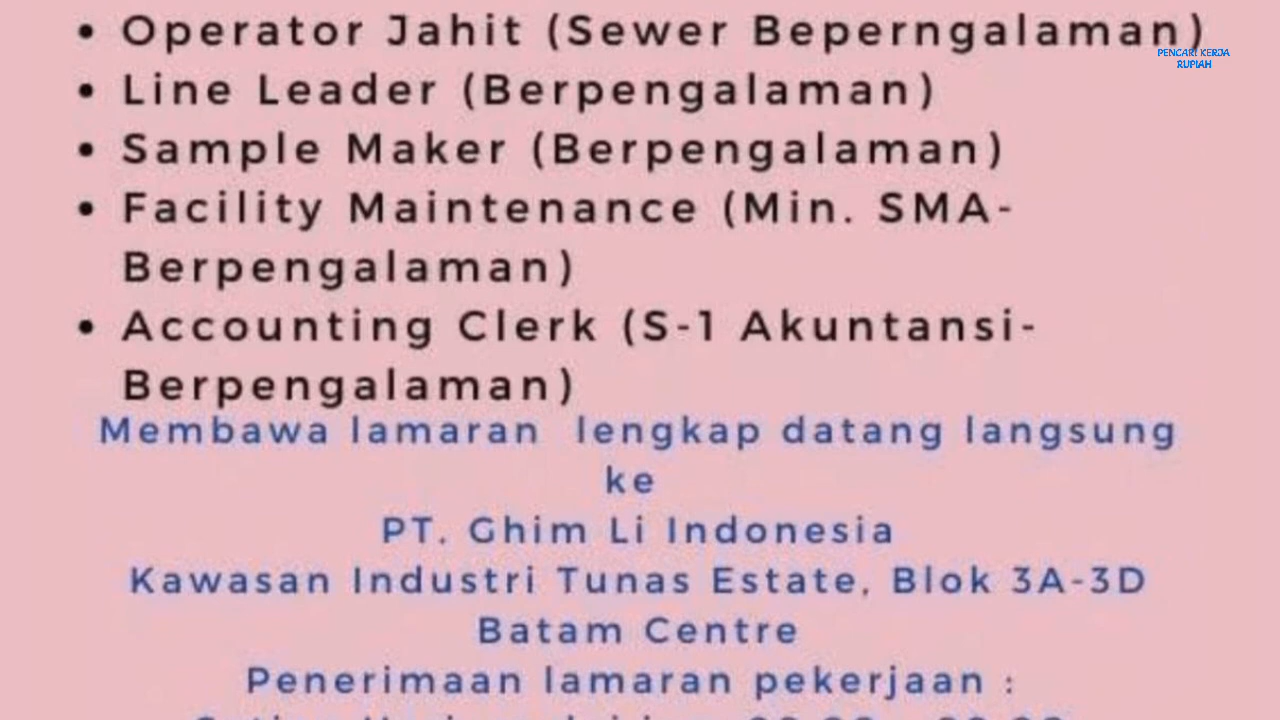 • Operator Jahit (Sewer Beperngalaman)
PENCARI KERJA
RUPIAH
• Line Leader (Berpengalaman)
• Sample Maker (Berpengalaman)
• Facility Maintenance (Min. SMA-
Berpengalaman)
• Accounting Clerk (S-1 Akuntansi-
Berpengalaman)
Membawa lamaran lengkap datang langsung
ke
PT. Ghim Li Indonesia
Kawasan Industri Tunas Estate, Blok 3A-3D
Batam Centre
Penerimaan lamaran pekerjaan :